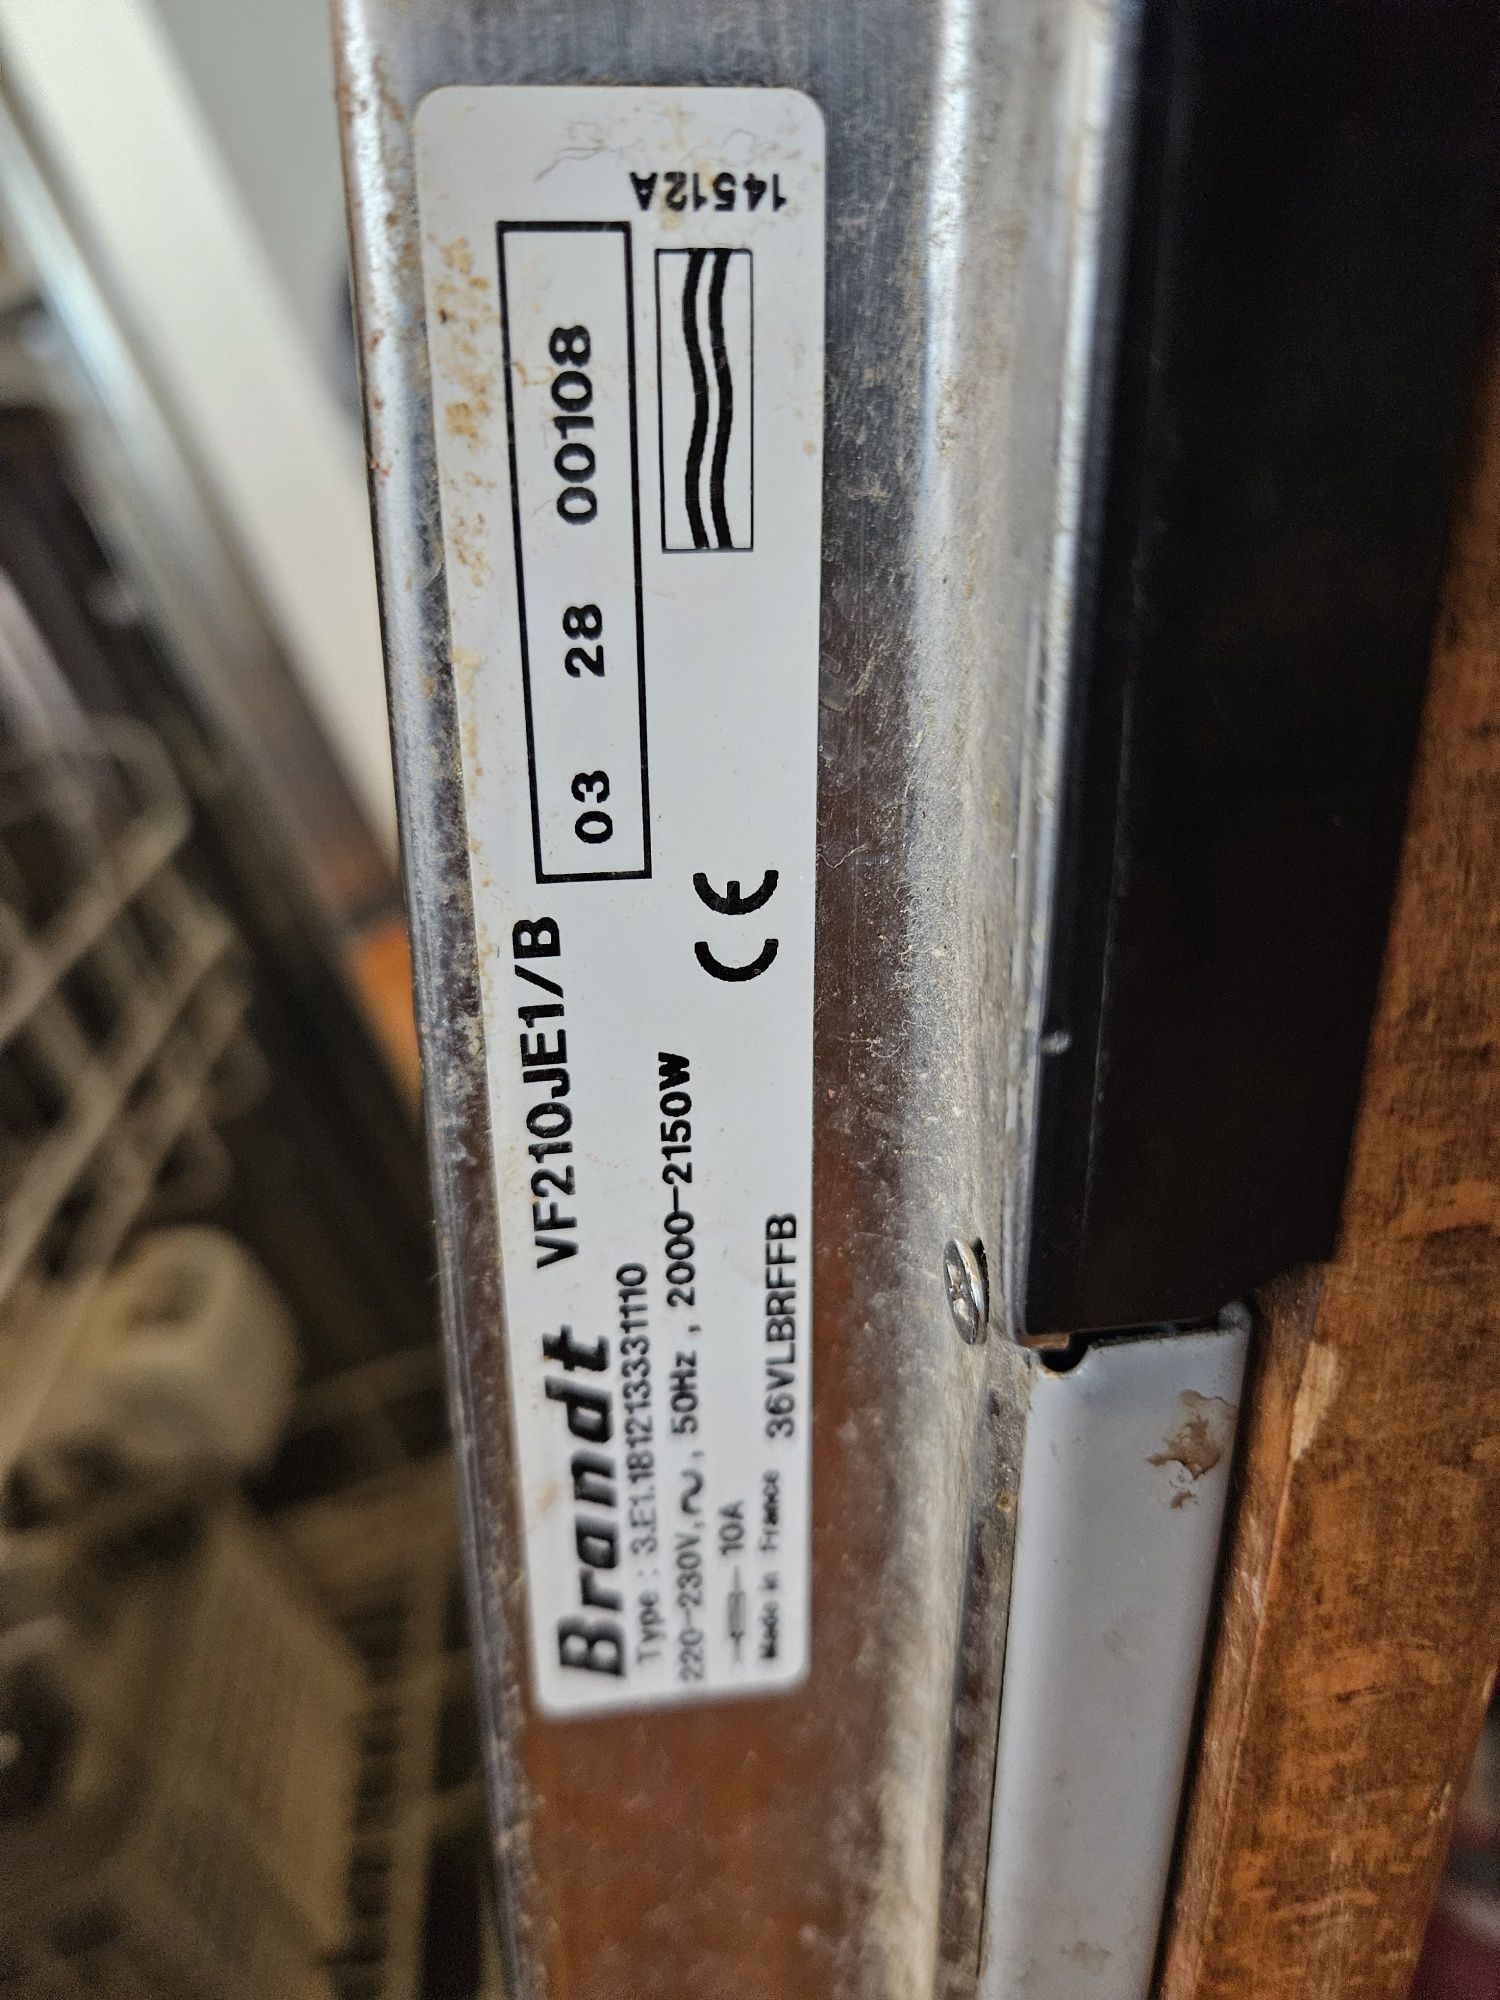 Brandt VF210JE1/B 03 28 00108
Type : 3.E1.181213331110
220-230V,~, 50Hz , 2000-2150W
10A
CE
Made in France 36VLBRFFB
14512A